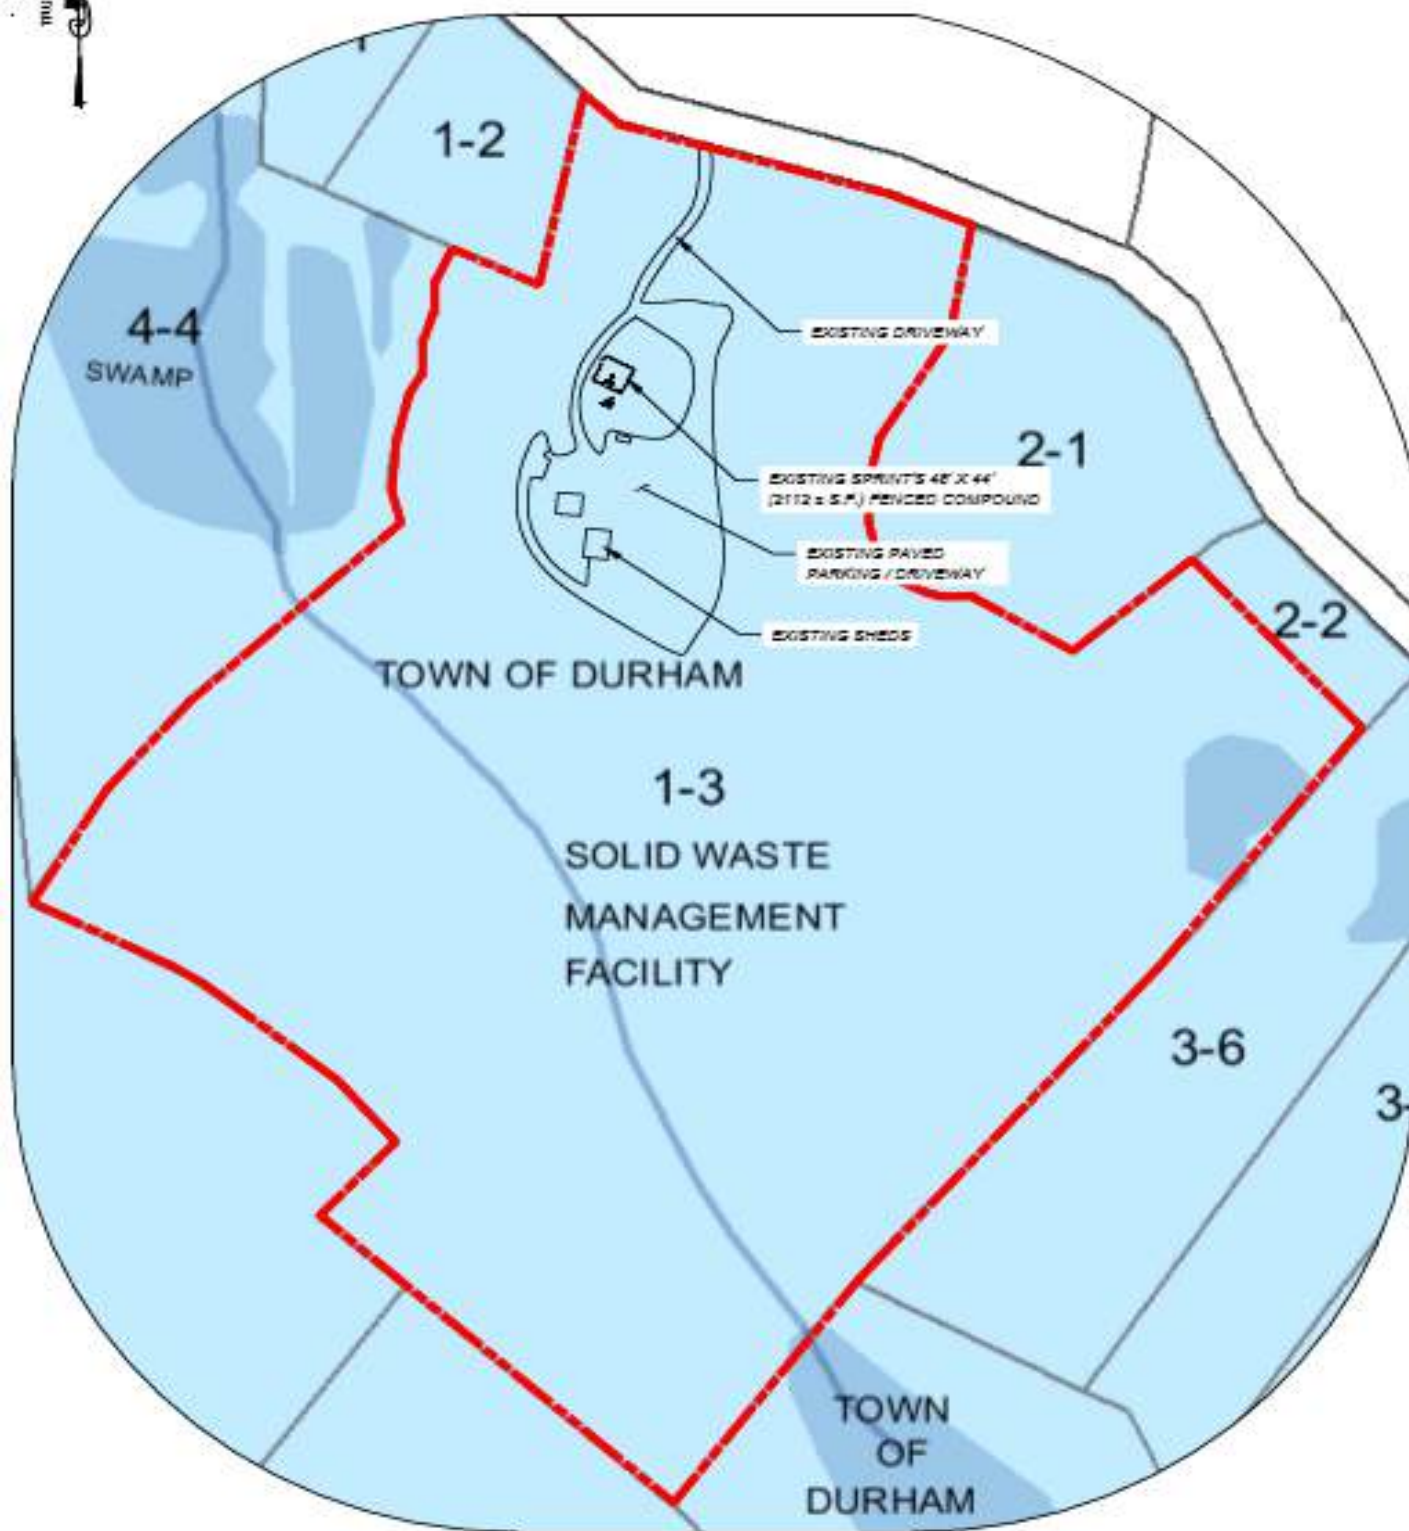 1-2
4-4
SWAMP
EXISTING DRIVEWAY
2-1
EXISTING SPRINT'S 48' X 44'
(2112 ± S.F.) FENCED COMPOUND
EXISTING PAVED
PARKING / DRIVEWAY
2-2
EXISTING SHEDS
TOWN OF DURHAM
1-3
SOLID WASTE
MANAGEMENT
FACILITY
3-6
3-
TOWN
OF
DURHAM